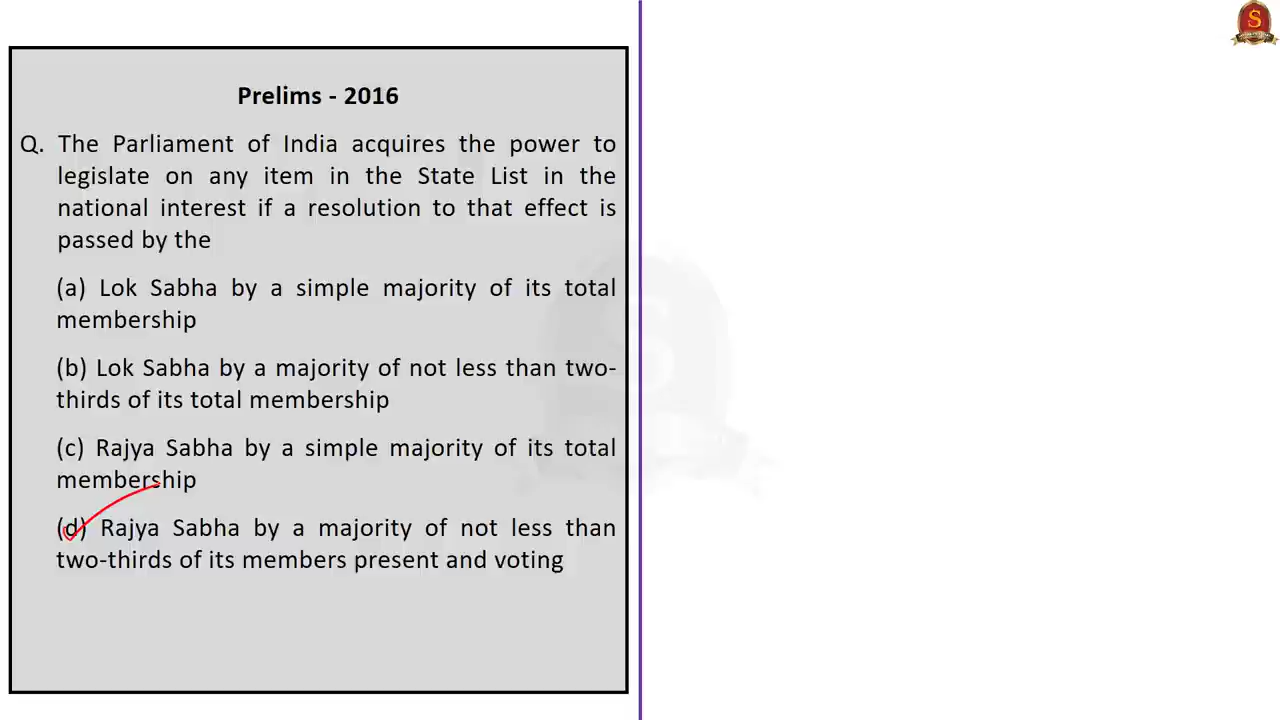 Prelims - 2016
Q. The Parliament of India acquires the power to
legislate on any item in the State List in the
national interest if a resolution to that effect is
passed by the
(a) Lok Sabha by a simple majority of its total
membership
(b) Lok Sabha by a majority of not less than two-
thirds of its total membership
(c) Rajya Sabha by a simple majority of its total
membership
(d) Rajya Sabha by a majority of not less than
two-thirds of its members present and voting
S